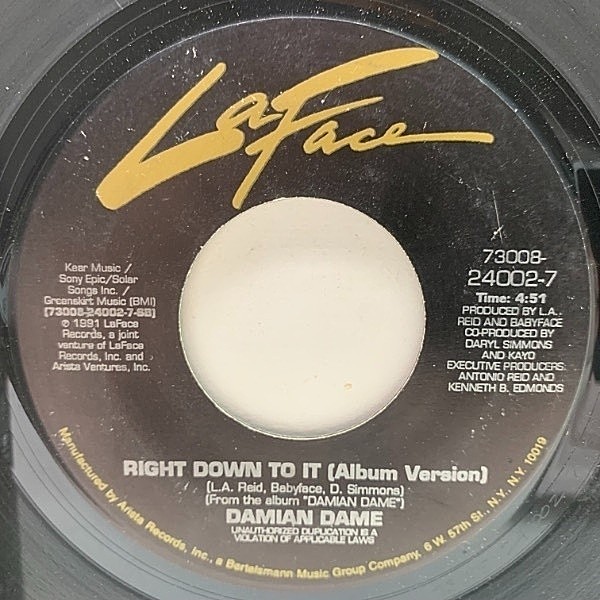 LaFace
Kear Music /
Sony Epic/Solar
Songs Inc. /
Greenskirt Music (BMI)
[73008-24002-7-SB]
℗ 1991 LaFace
Records, a joint
venture of LaFace
Records, Inc. and
Arista Ventures, Inc.
73008-
24002-7
Time: 4:51
PRODUCED BY L.A.
REID AND BABYFACE
CO-PRODUCED BY
DARYL SIMMONS
AND KAYO
EXECUTIVE PRODUCERS:
ANTONIO REID AND
KENNETH B. EDMONDS
RIGHT DOWN TO IT (Album Version)
(L.A. Reid, Babyface, D. Simmons)
(From the album "DAMIAN DAME")
DAMIAN DAME
UNAUTHORIZED DUPLICATION IS A
VIOLATION OF APPLICABLE LAWS
Manufactured by Arista Records, Inc., a Bertelsmann Music Group Company, 6 W. 57th St., N.Y., N.Y. 10019